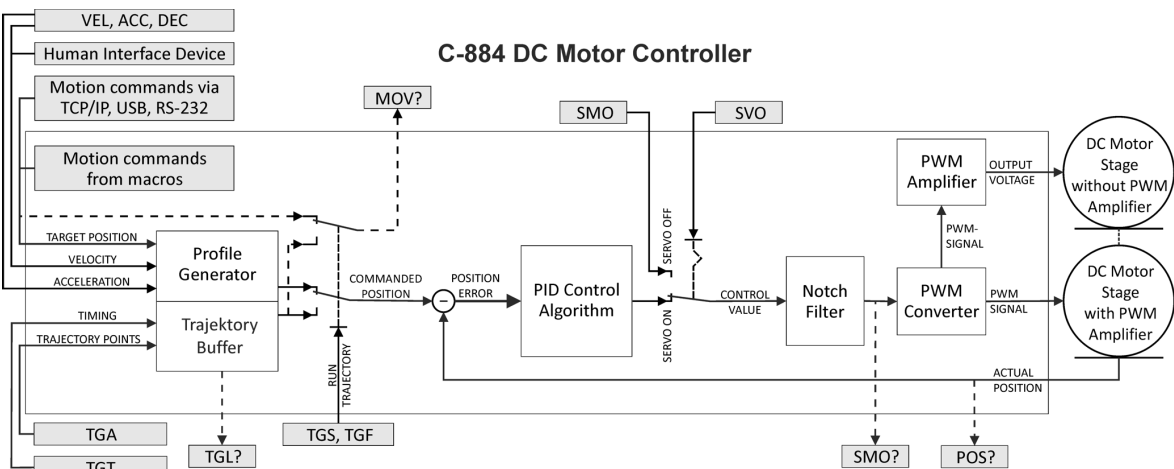 VEL, ACC, DEC
Human Interface Device
C-884 DC Motor Controller
Motion commands via
TCP/IP, USB, RS-232
MOV?
SMO
SVO
Motion commands
from macros
PWM
Amplifier
OUTPUT
VOLTAGE
DC Motor
Stage
without PWM
Amplifier
TARGET POSITION
VELOCITY
ACCELERATION
Profile
Generator
TIMING
TRAJECTORY POINTS
Trajektory
Buffer
COMMANDED
POSITION
RUN
TRAJECTORY
POSITION
ERROR
PID Control
Algorithm
SERVO OFF
SERVO ON
CONTROL
VALUE
Notch
Filter
PWM-
SIGNAL
PWM
Converter
PWM
SIGNAL
DC Motor
Stage
with PWM
Amplifier
ACTUAL
POSITION
TGA
TGT
TGL?
TGS, TGF
SMO?
POS?